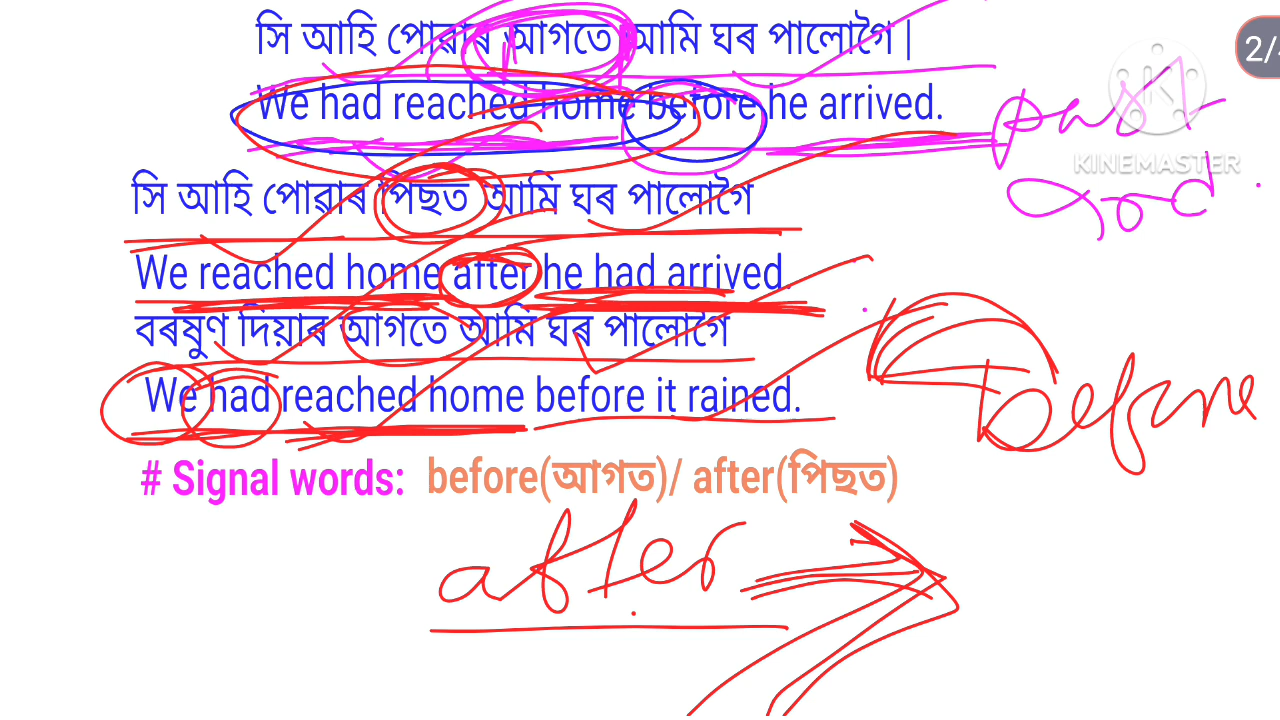 সি আহি পোৱাৰ আগতে আমি ঘৰ পালোগৈ|
2/
We had reached home before he arrived.
past
KINEMASTER
সি আহি পোৱাৰ পিছত আমি ঘৰ পালোগৈ
We reached home after he had arrived.
বৰষুণ দিয়াৰ আগতে আমি ঘৰ পালোগৈ
We had reached home before it rained.
before
# Signal words: before(আগত)/ after(পিছত)
after